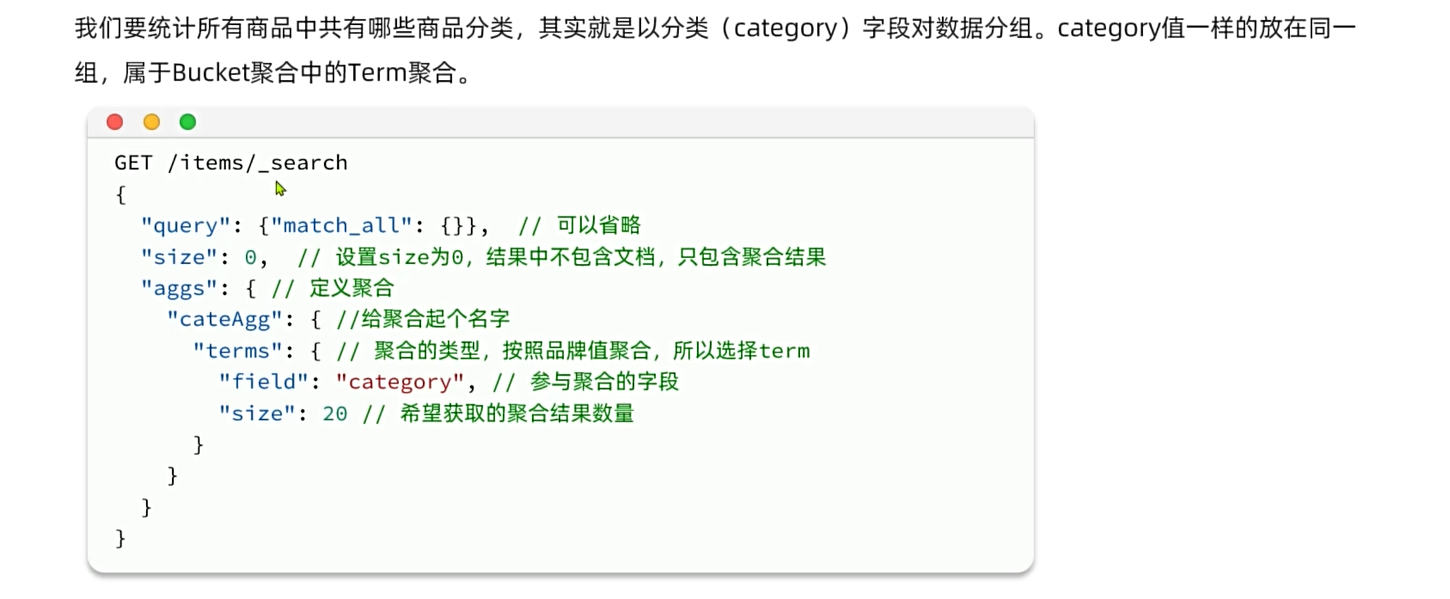 我们要统计所有商品中共有哪些商品分类，其实就是以分类（category）字段对数据分组。category值一样的放在同一
组，属于Bucket聚合中的Term聚合。
GET /items/_search
{
  "query": {"match_all": {}},  // 可以省略
  "size": 0,  // 设置size为0，结果中不包含文档，只包含聚合结果
  "aggs": { // 定义聚合
    "cateAgg": { //给聚合起个名字
      "terms": { // 聚合的类型，按照品牌值聚合，所以选择term
        "field": "category", // 参与聚合的字段
        "size": 20 // 希望获取的聚合结果数量
      }
    }
  }
}